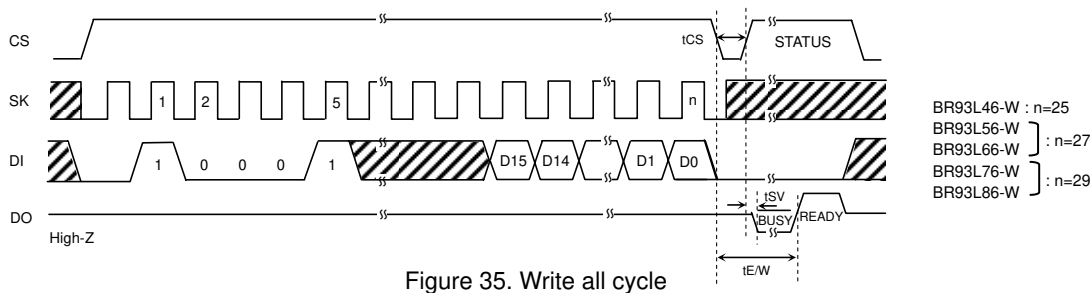 CS
tCS
STATUS
SK
1
2
5
n
DI
1
0
0
0
1
D15
D14
D1
D0
DO
High-Z
tSV
BUSY
READY
tE/W
BR93L46-W : n=25
BR93L56-W
BR93L66-W
: n=27
BR93L76-W
BR93L86-W
: n=29
Figure 35. Write all cycle